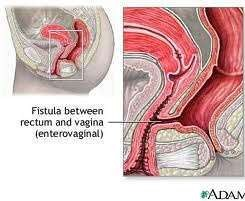 Fistula between
rectum and vagina
(enterovaginal)
ADAM